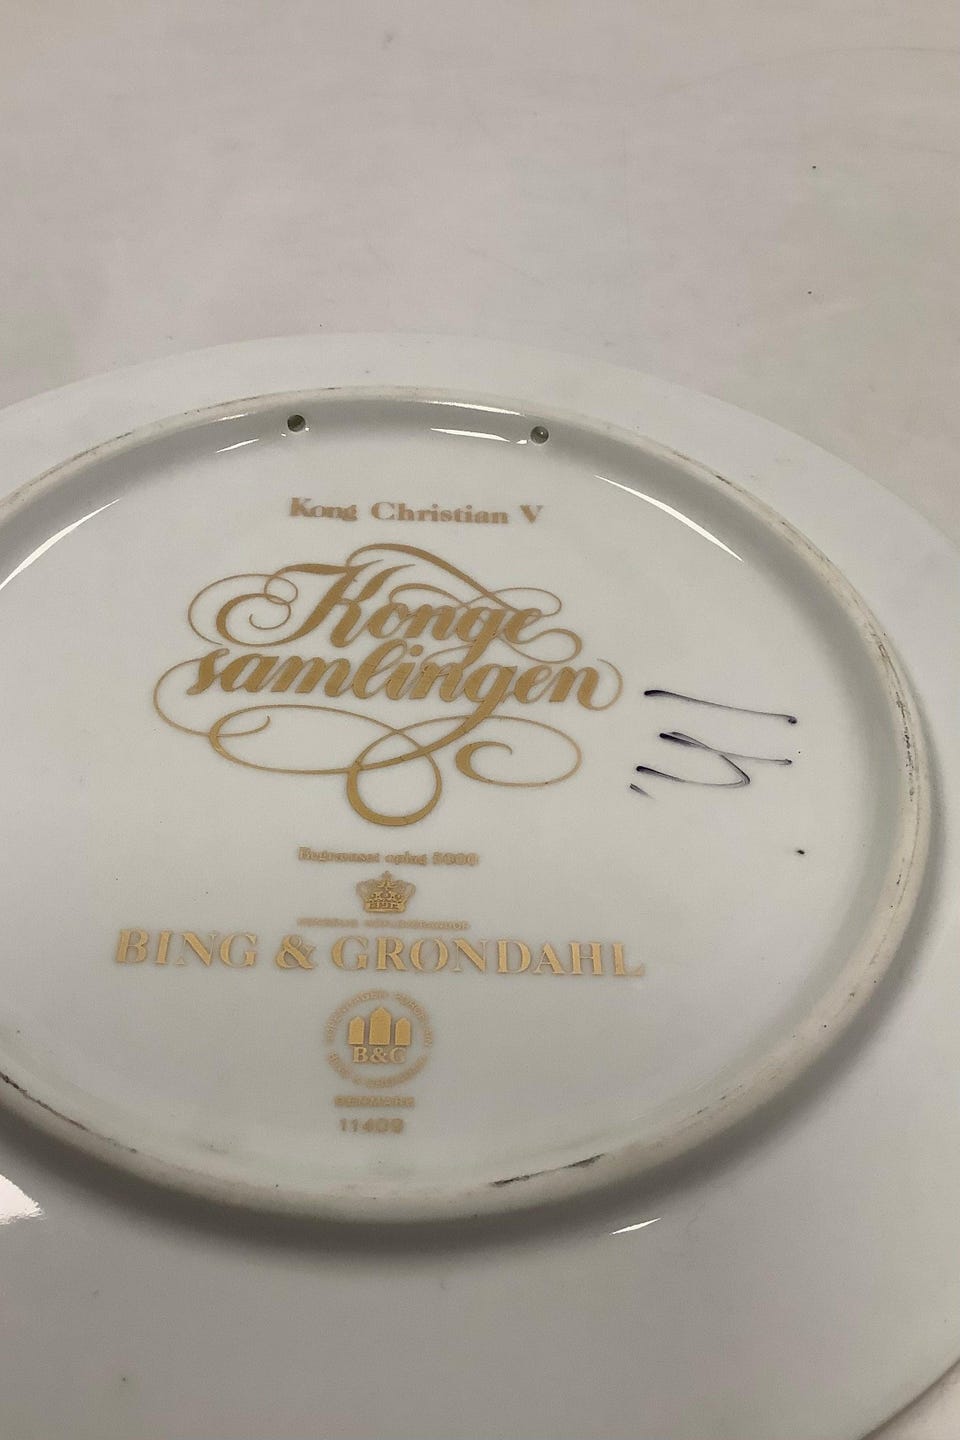 Kong Christian V
Konge
samlingen
Begrænset oplag 5000
BING & GRØNDAHL
B&G
DENMARK
11409